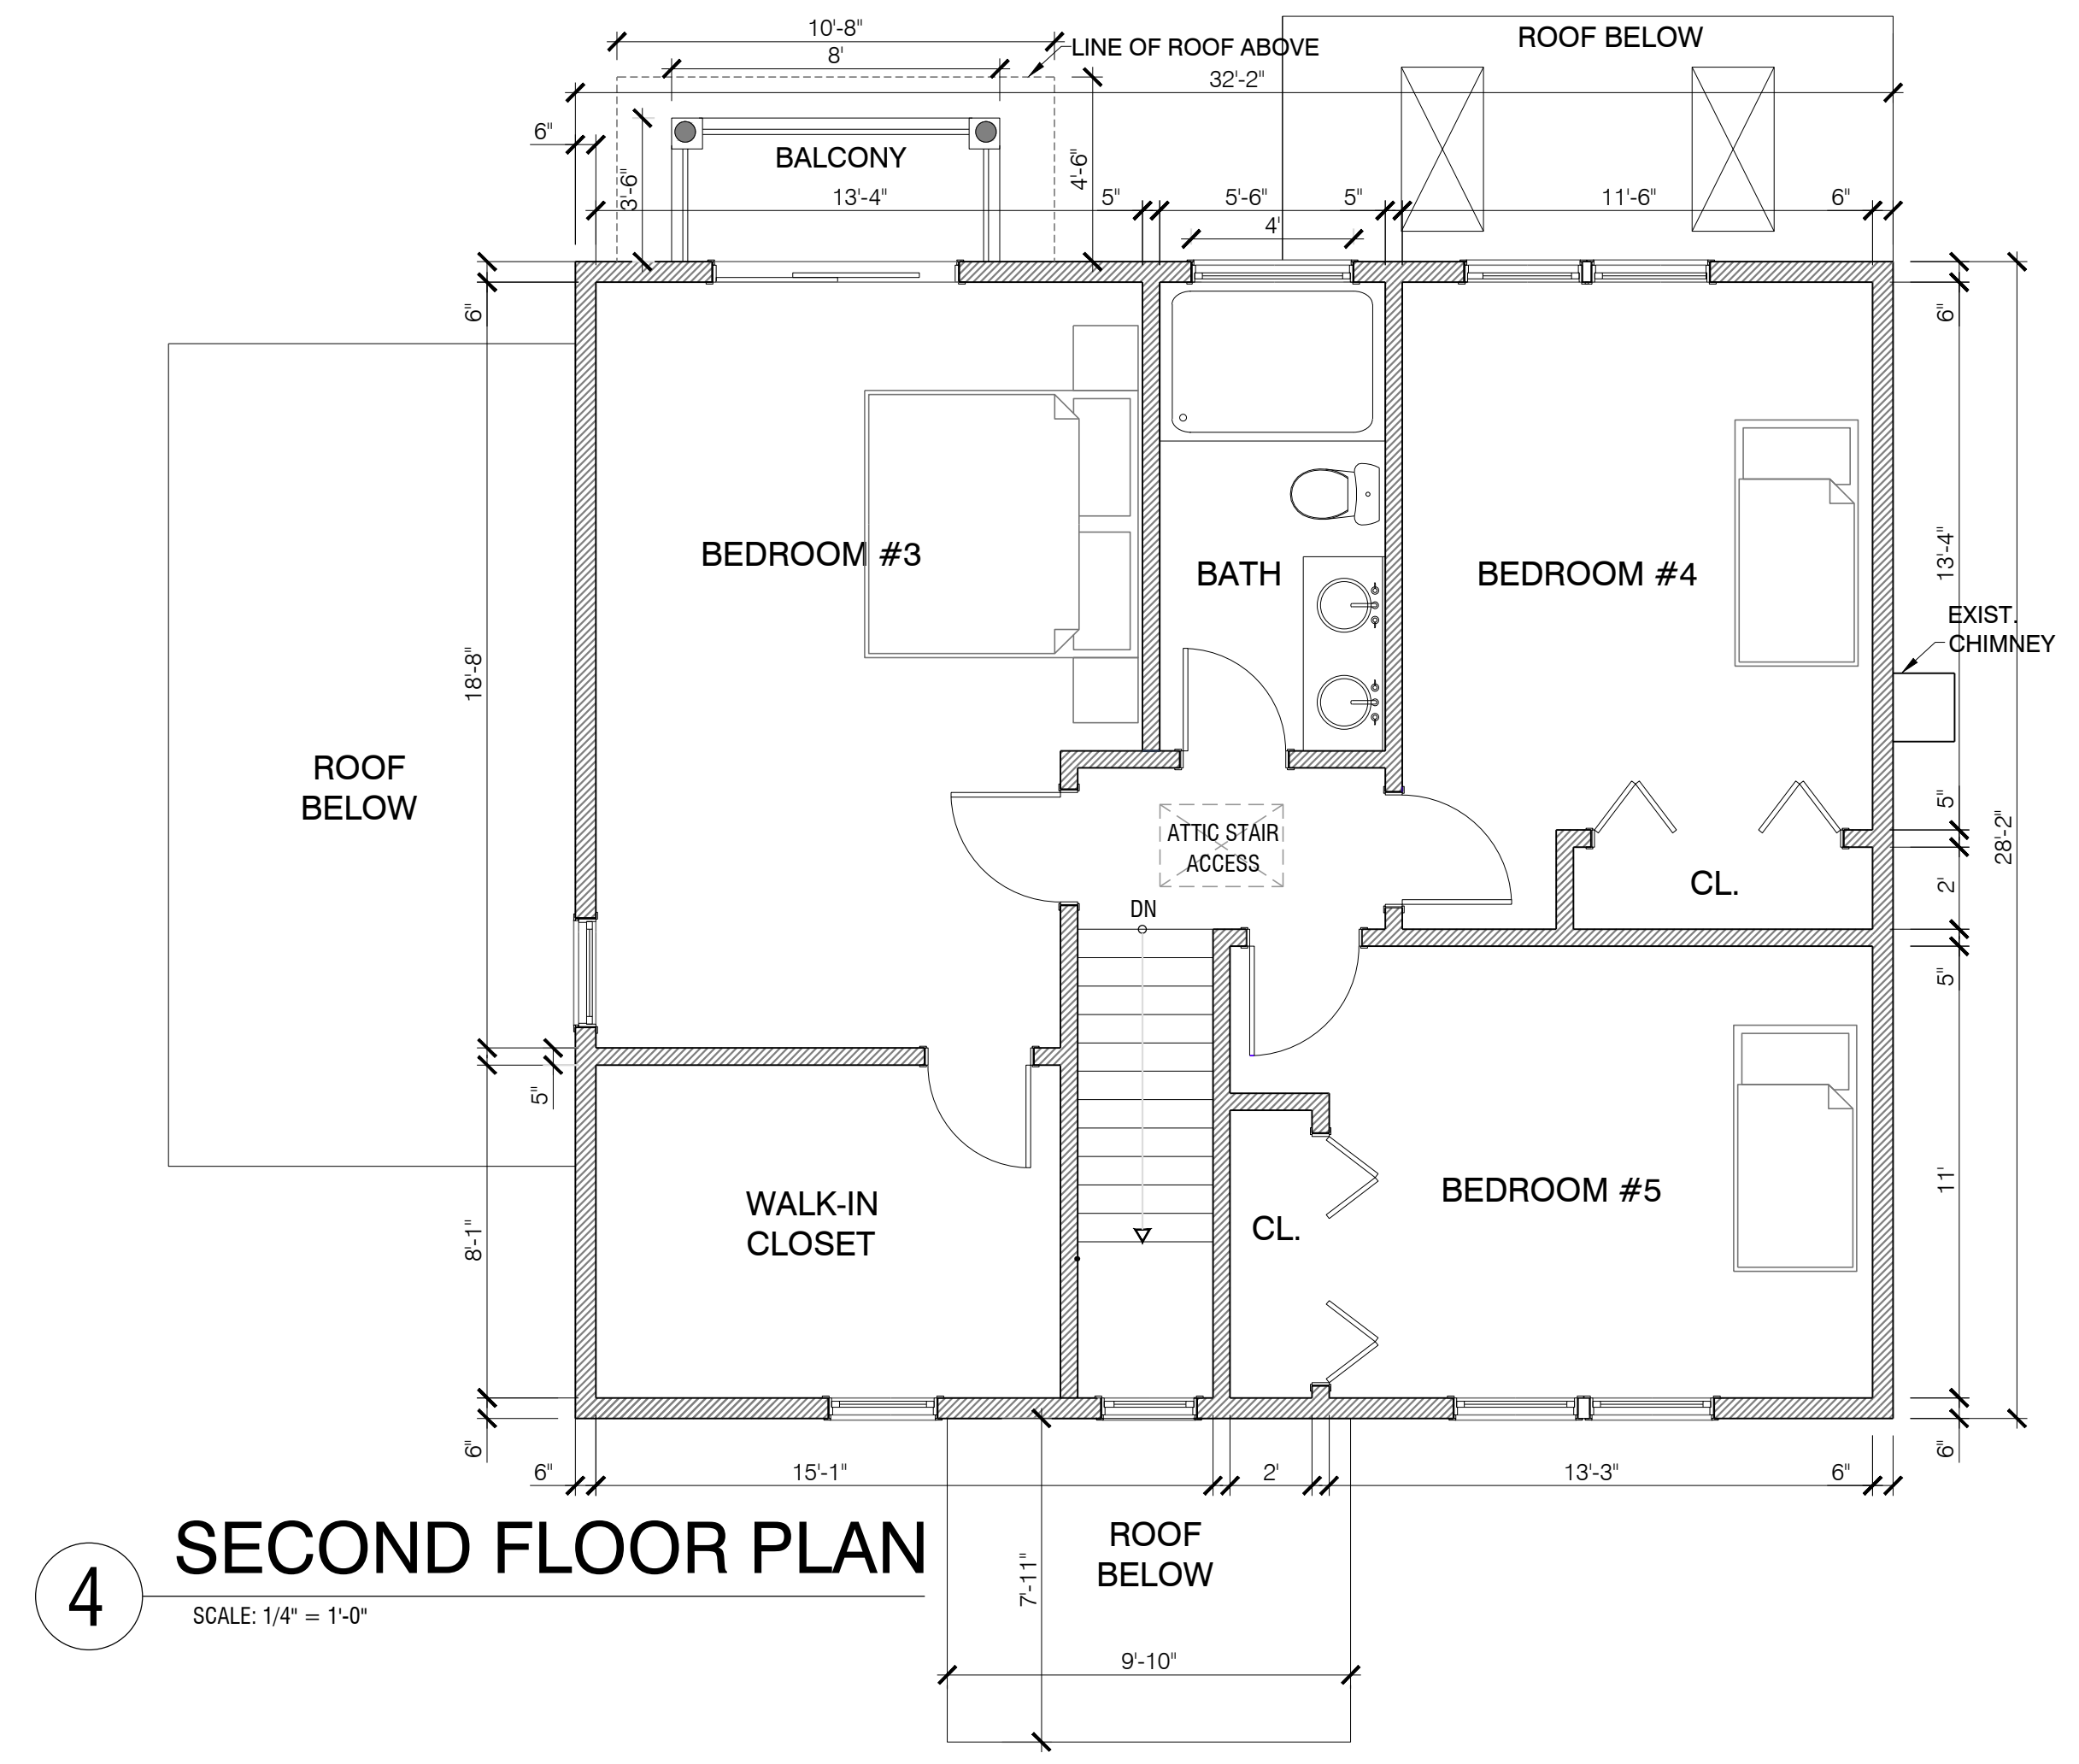 10'-8"
LINE OF ROOF ABOVE
ROOF BELOW
8'
32'-2"
6"
BALCONY
3'-6"
4'-6"
13'-4"
5"
5'-6"
5"
11'-6"
6"
4'
6"
6"
BEDROOM #3
BATH
BEDROOM #4
13'-4"
EXIST.
CHIMNEY
18'-8"
ROOF
BELOW
5"
28'-2"
ATTIC STAIR
ACCESS
CL.
2'
DN
5"
5"
BEDROOM #5
11'
WALK-IN
CLOSET
CL.
8'-1"
6"
6"
6"
15'-1"
2'
13'-3"
6"
SECOND FLOOR PLAN
4
SCALE: 1/4" = 1'-0"
ROOF
BELOW
7'-11"
9'-10"